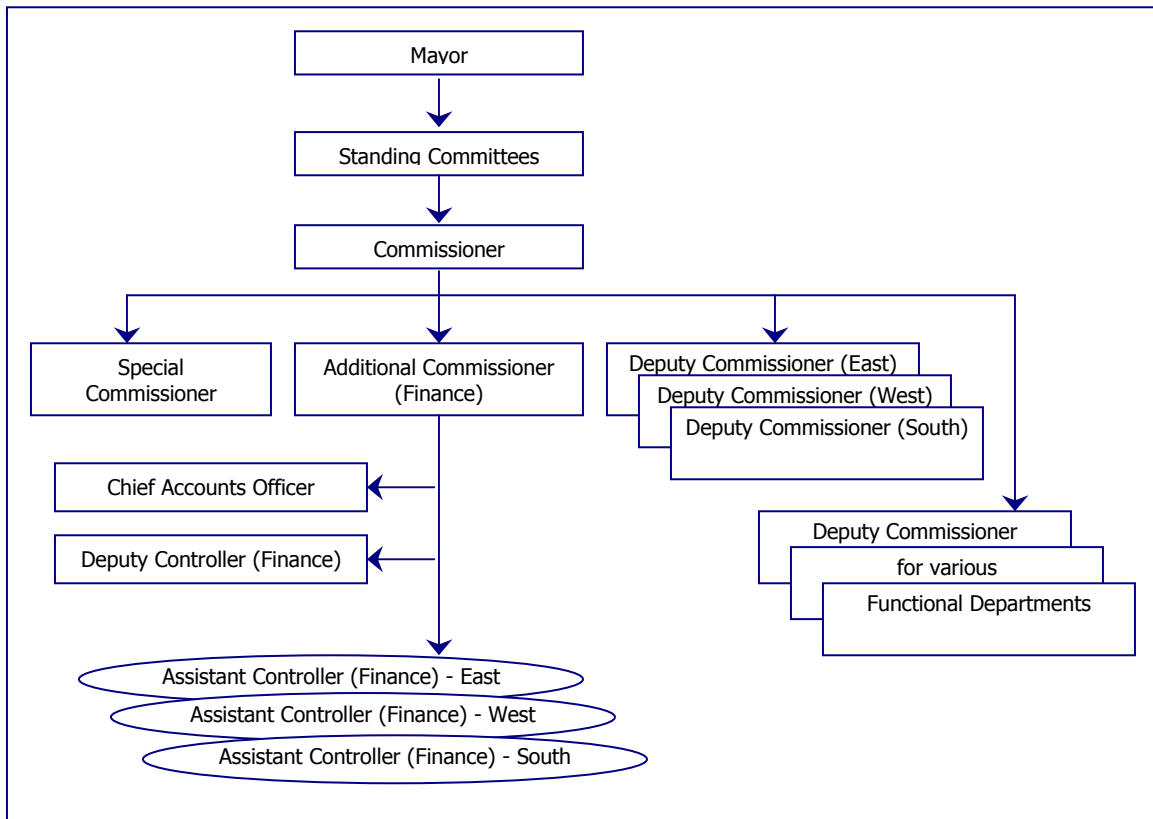 Mayor
Standing Committees
Commissioner
Special
Commissioner
Additional Commissioner
(Finance)
Deputy Commissioner (East)
Deputy Commissioner (West)
Deputy Commissioner (South)
Chief Accounts Officer
Deputy Controller (Finance)
Deputy Commissioner
for various
Functional Departments
Assistant Controller (Finance) - East
Assistant Controller (Finance) - West
Assistant Controller (Finance) - South